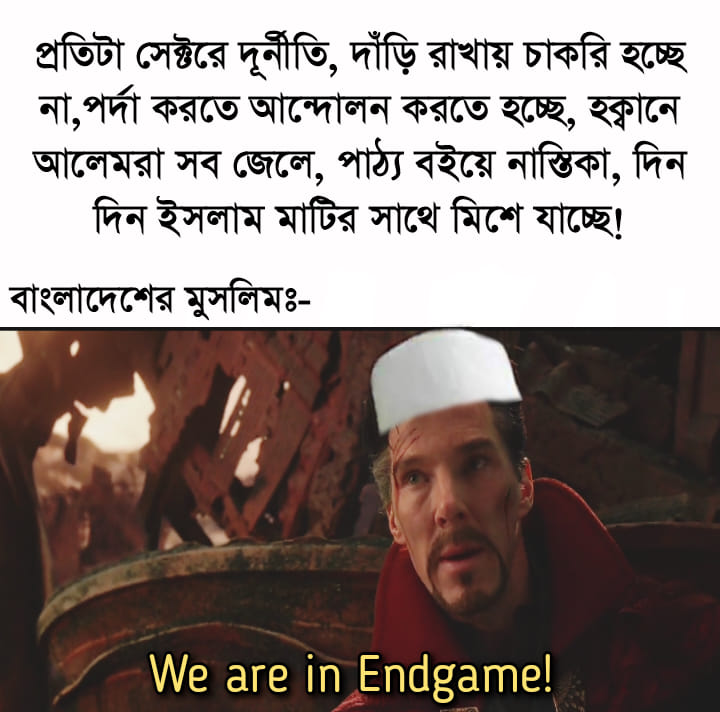 প্রতিটা সেক্টরে দূর্নীতি, দাঁড়ি রাখায় চাকরি হচ্ছে
না,পর্দা করতে আন্দোলন করতে হচ্ছে, হক্বানে
আলেমরা সব জেলে, পাঠ্য বইয়ে নাস্তিকা, দিন
দিন ইসলাম মাটির সাথে মিশে যাচ্ছে!
বাংলাদেশের মুসলিমঃ-
We are in Endgame!